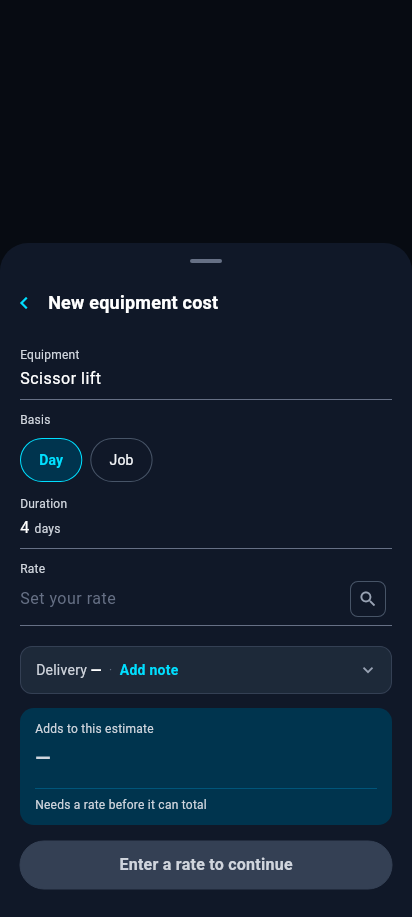 New equipment cost
Equipment
Scissor lift
Basis
Day Job
Duration
4 days
Rate
Set your rate
Delivery — · Add note
Adds to this estimate
—
Needs a rate before it can total
Enter a rate to continue